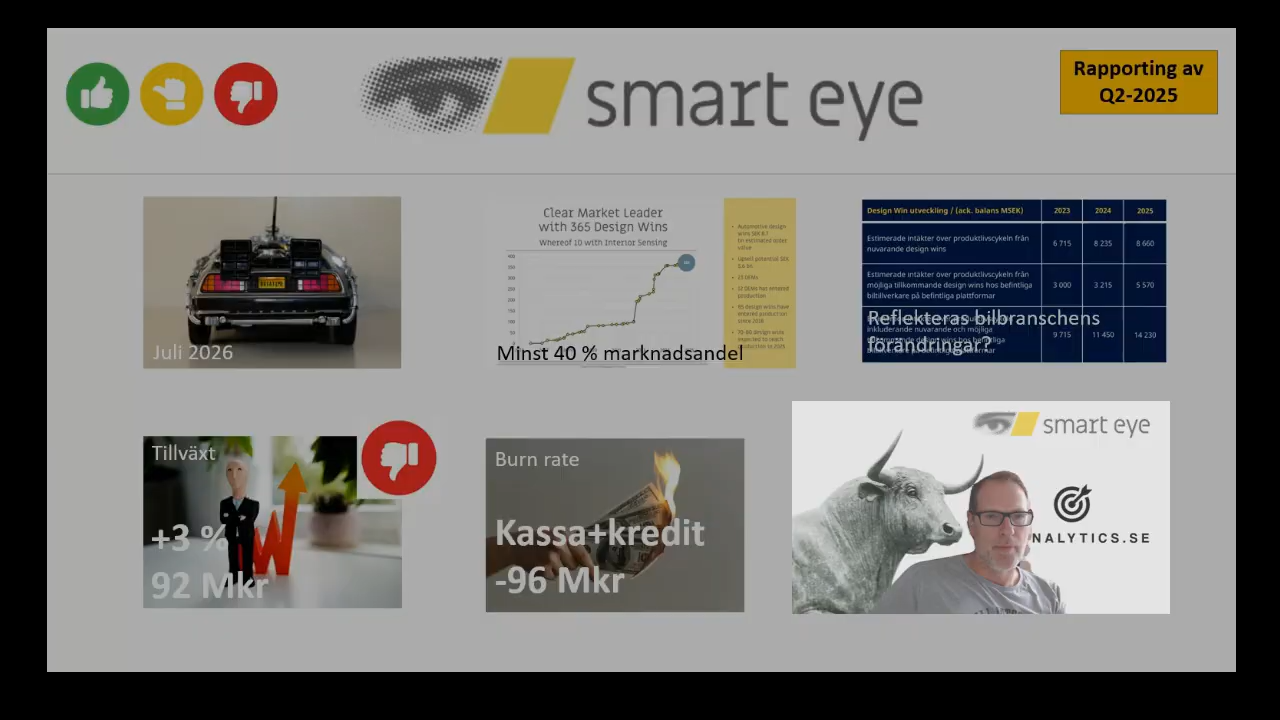 smart eye
Rapporting av
Q2-2025
Juli 2026
Clear Market Leader
with 365 Design Wins
Whereof 10 with Interior Sensing
Minst 40 % marknadsandel
Design Win utveckling / (ack. balans MSEK) 2023 2024 2025
Estimerade intäkter över produktlivscykeln från
nuvarande design wins
6 715 8 235 8 660
Estimerade intäkter över produktlivscykeln från
möjliga tillkommande design wins hos befintliga
biltillverkare på befintliga plattformar
3 000 3 215 5 570
9 715 11 450 14 230
Reflekteras bilbranschens
förändringar?
Tillväxt
+3 %
92 Mkr
Burn rate
Kassa+kredit
-96 Mkr
smart eye
NALYTICS.SE